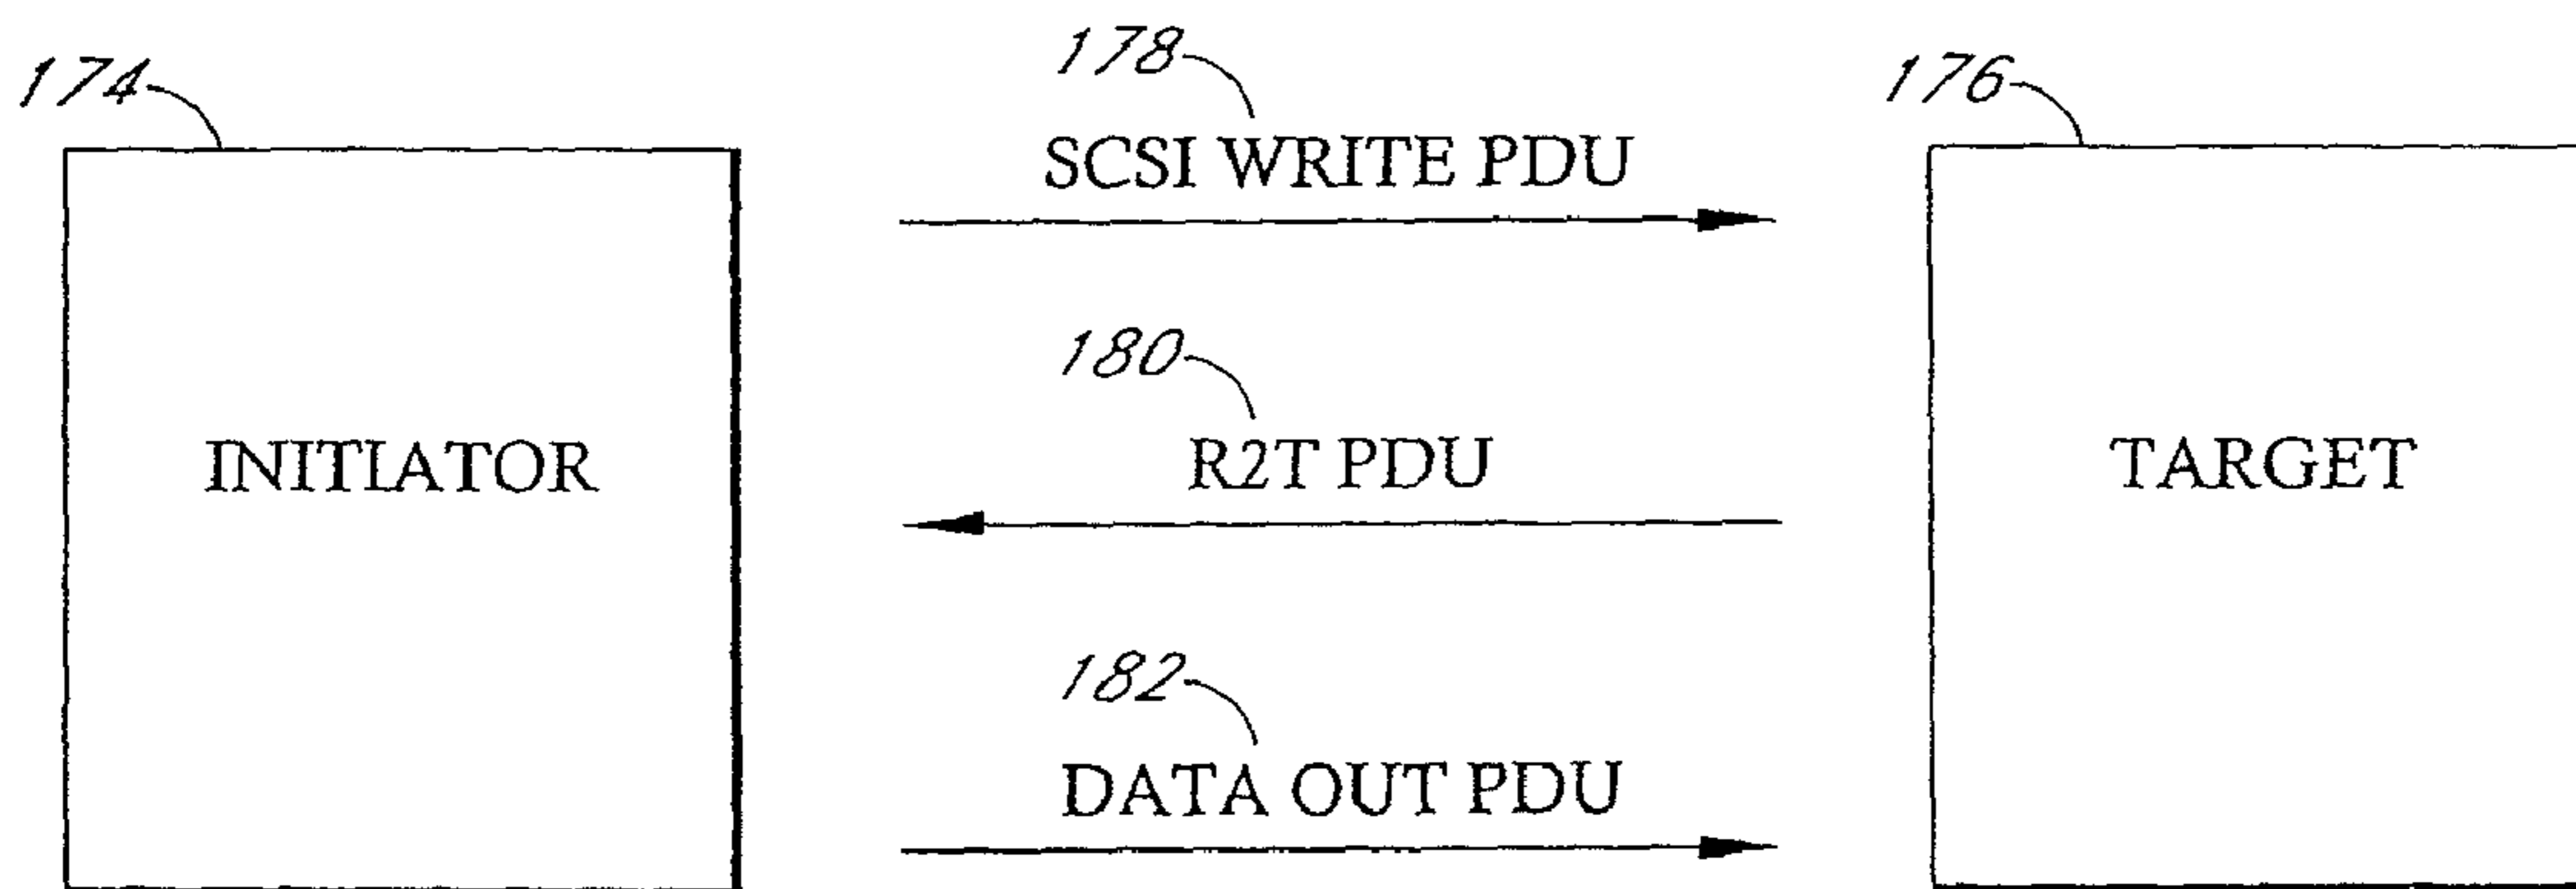 174
178
176
SCSI WRITE PDU
180
INITIATOR
R2T PDU
TARGET
182
DATA OUT PDU